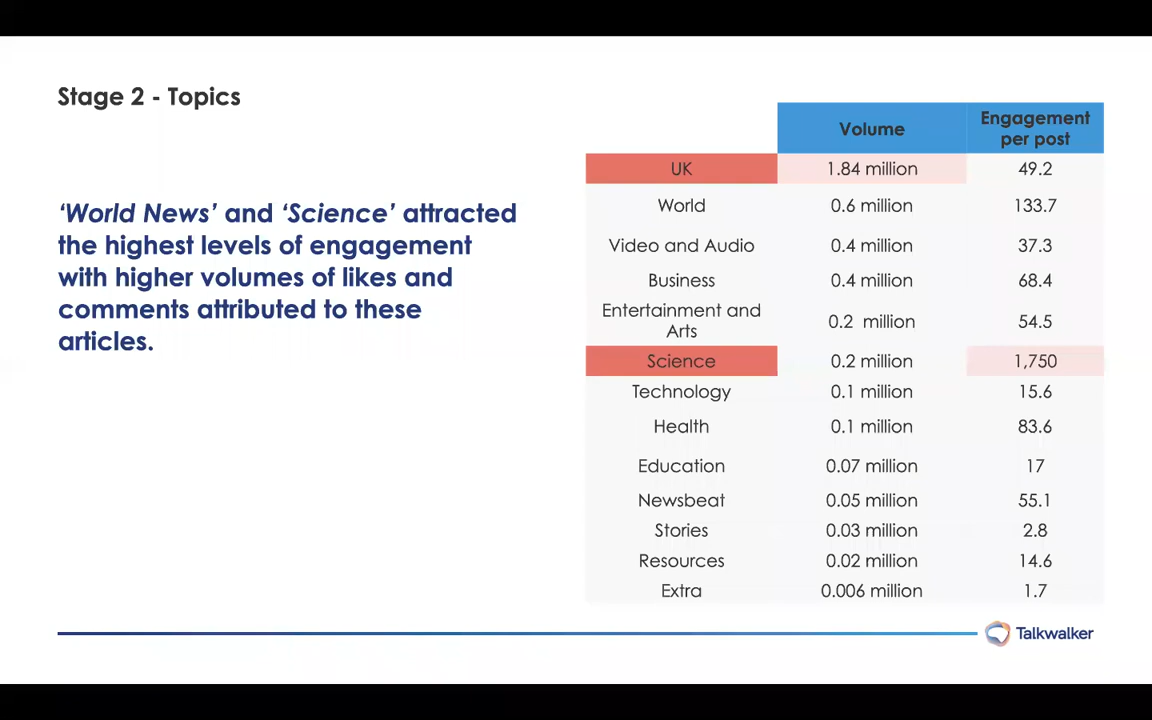 Stage 2 - Topics
‘World News’ and ‘Science’ attracted
the highest levels of engagement
with higher volumes of likes and
comments attributed to these
articles.
Volume Engagement per post
UK 1.84 million 49.2
World 0.6 million 133.7
Video and Audio 0.4 million 37.3
Business 0.4 million 68.4
Entertainment and Arts 0.2 million 54.5
Science 0.2 million 1,750
Technology 0.1 million 15.6
Health 0.1 million 83.6
Education 0.07 million 17
Newsbeat 0.05 million 55.1
Stories 0.03 million 2.8
Resources 0.02 million 14.6
Extra 0.006 million 1.7
Talkwalker